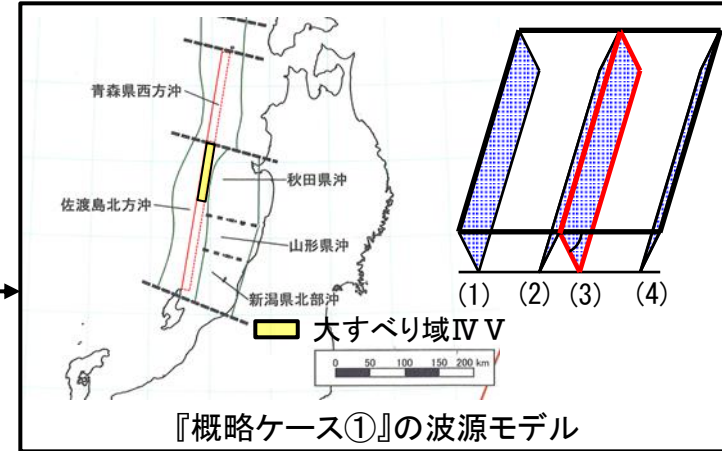 青森県西方沖
秋田県沖
佐渡島北方沖
山形県沖
新潟県北部沖
大すべり域Ⅳ Ⅴ
0 50 100 150 200 km
(1) (2) (3) (4)
『概略ケース①』の波源モデル